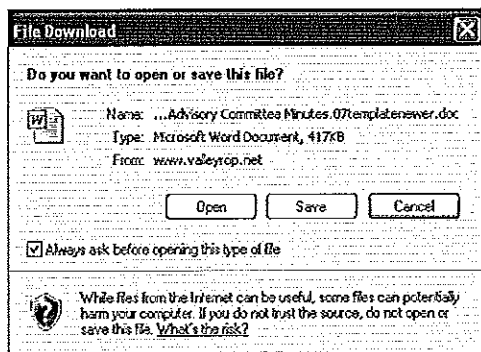 File Download
Do you want to open or save this file?
Name: ...Advisory Committee Minutes.07templatenewer.doc
Type: Microsoft Word Document, 417KB
From: www.valleyrop.net
Open Save Cancel
Always ask before opening this type of file
While files from the Internet can be useful, some files can potentially
harm your computer. If you do not trust the source, do not open or
save this file. What's the risk?